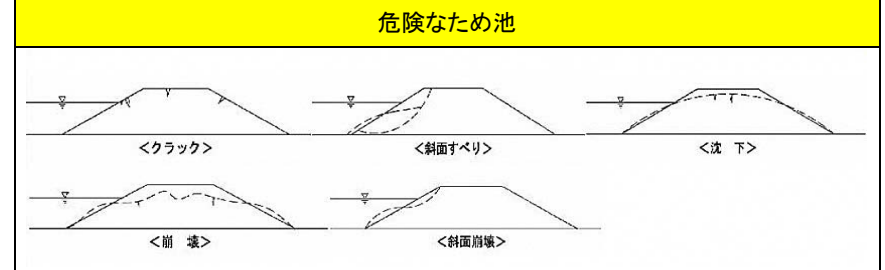 危険なため池
<クラック>
<斜面すべり>
<沈 下>
<崩 壊>
<斜面崩壊>